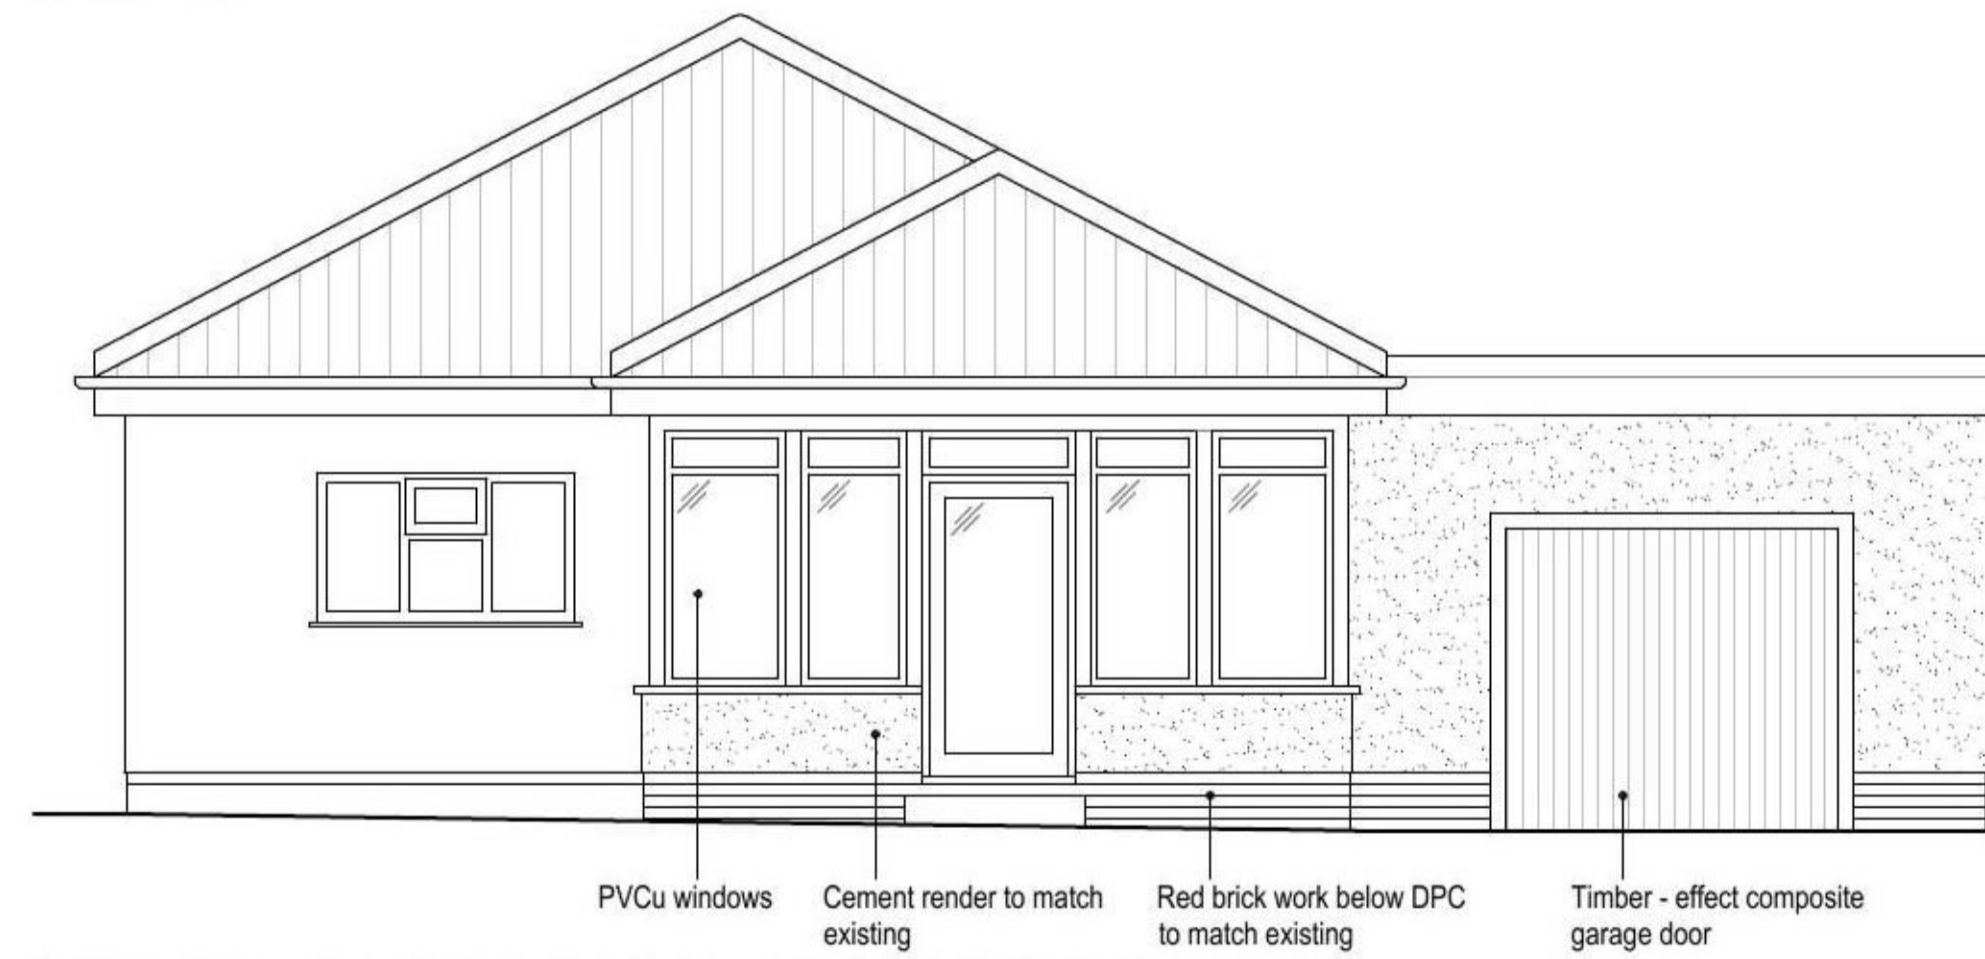 PVCu windows
Cement render to match
existing
Red brick work below DPC
to match existing
Timber - effect composite
garage door